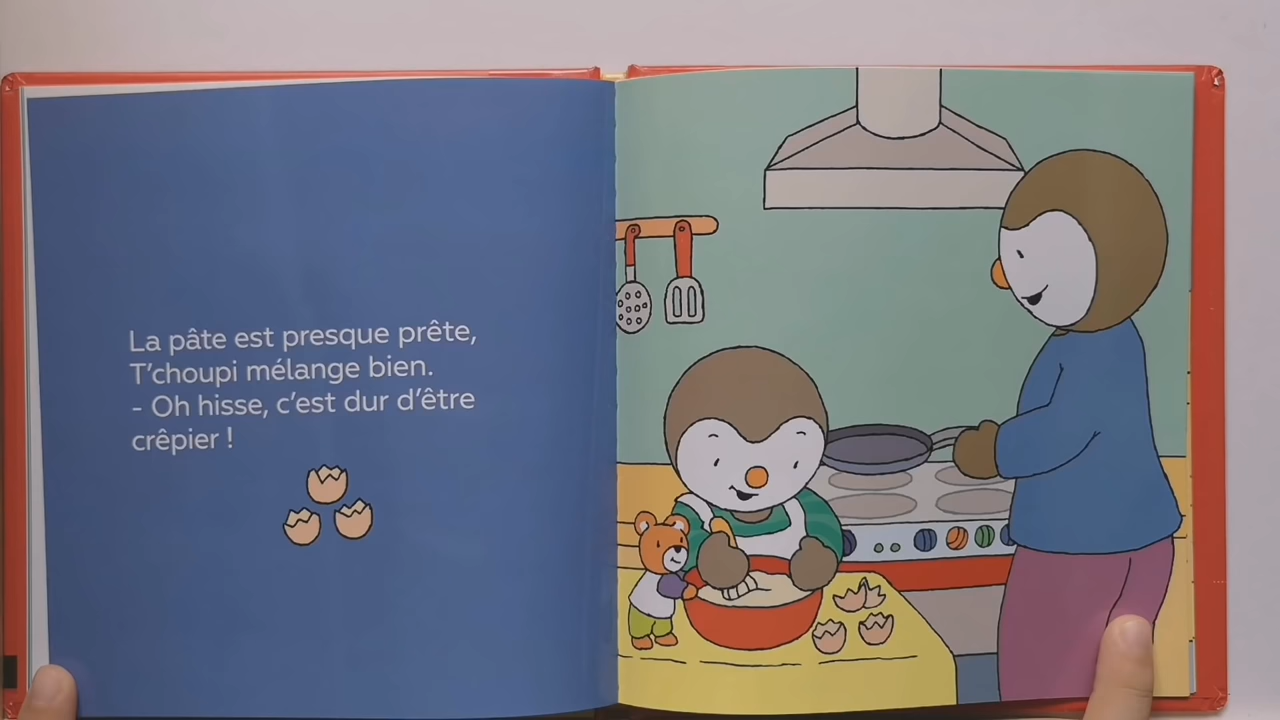 La pâte est presque prête,
T'choupi mélange bien.
- Oh hisse, c'est dur d'être
crêpier !